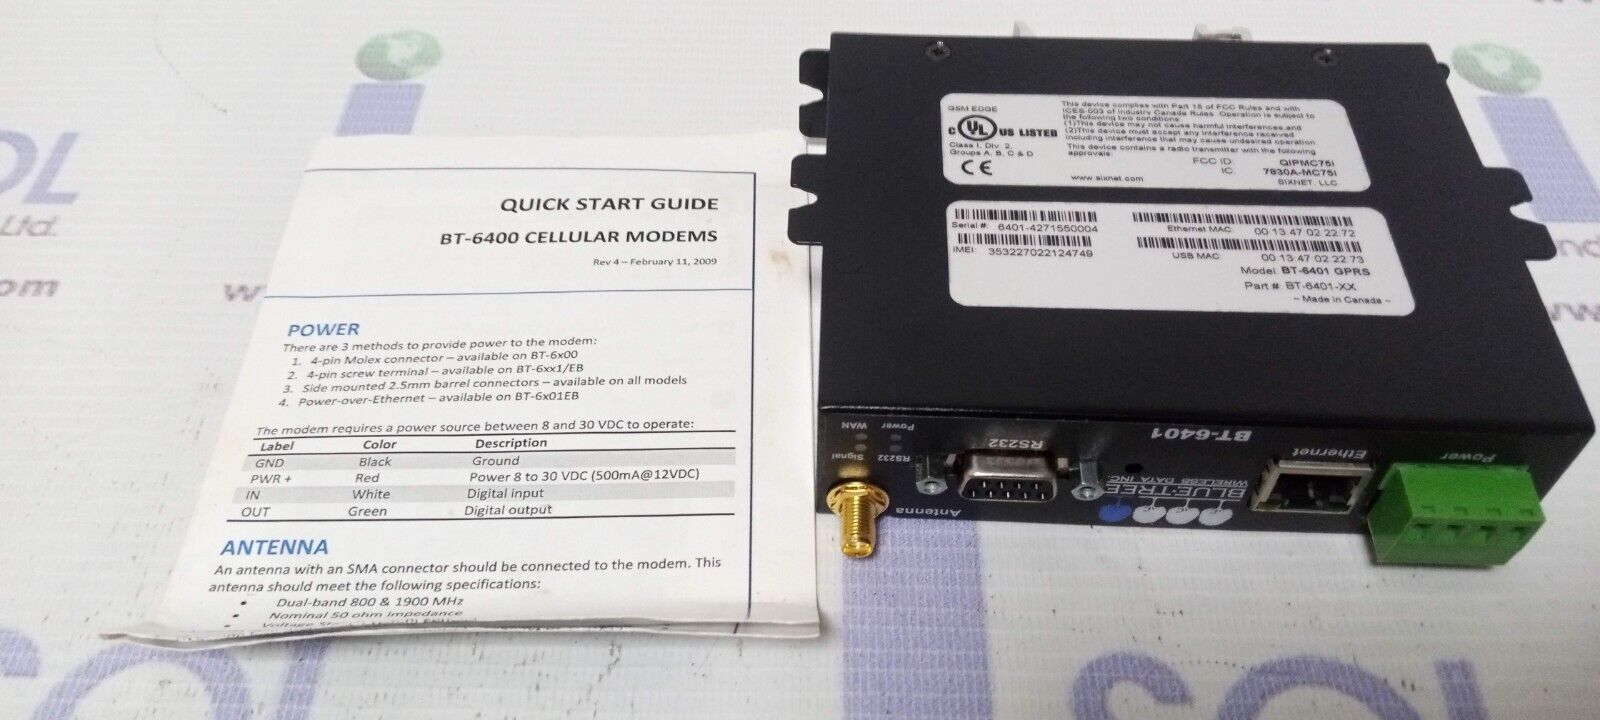 QUICK START GUIDE
BT-6400 CELLULAR MODEMS
Rev 4 – February 11, 2009
POWER
There are 3 methods to provide power to the modem:
1. 4-pin Molex connector – available on BT-6x00
2. 4-pin screw terminal – available on BT-6xx1/EB
3. Side mounted 2.5mm barrel connectors – available on all models
4. Power-over-Ethernet – available on BT-6x01EB
The modem requires a power source between 8 and 30 VDC to operate:
Label Color Description
GND Black Ground
PWR + Red Power 8 to 30 VDC (500mA@12VDC)
IN White Digital input
OUT Green Digital output
ANTENNA
An antenna with an SMA connector should be connected to the modem. This
antenna should meet the following specifications:
• Dual-band 800 & 1900 MHz
• Nominal 50 ohm impedance
GSM EDGE
C UL US LISTED
Class I, Div. 2,
Groups A, B, C & D
CE
This device complies with Part 15 of FCC Rules and with
ICES-003 of Industry Canada Rules. Operation is subject to
the following two conditions:
(1)This device may not cause harmful interferences,and
(2)This device must accept any interference received
including interference that may cause undesired operation
This device contains a radio transmitter with the following
approvals:
FCC ID: QIPMC75I
IC: 7830A-MC75I
www.sixnet.com SIXNET, LLC
Serial #: 6401-4271550004
Ethernet MAC: 00 13 47 02 22 72
IMEI: 353227022124749
USB MAC: 00 13 47 02 22 73
Model: BT-6401 GPRS
Part # BT-6401-XX
~ Made in Canada ~
WAN Power
Signal RS232
RS232
BT-6401
Ethernet
Power
Antenna
BLUE TREE
WIRELESS DATA INC.
OL
Ltd.
om